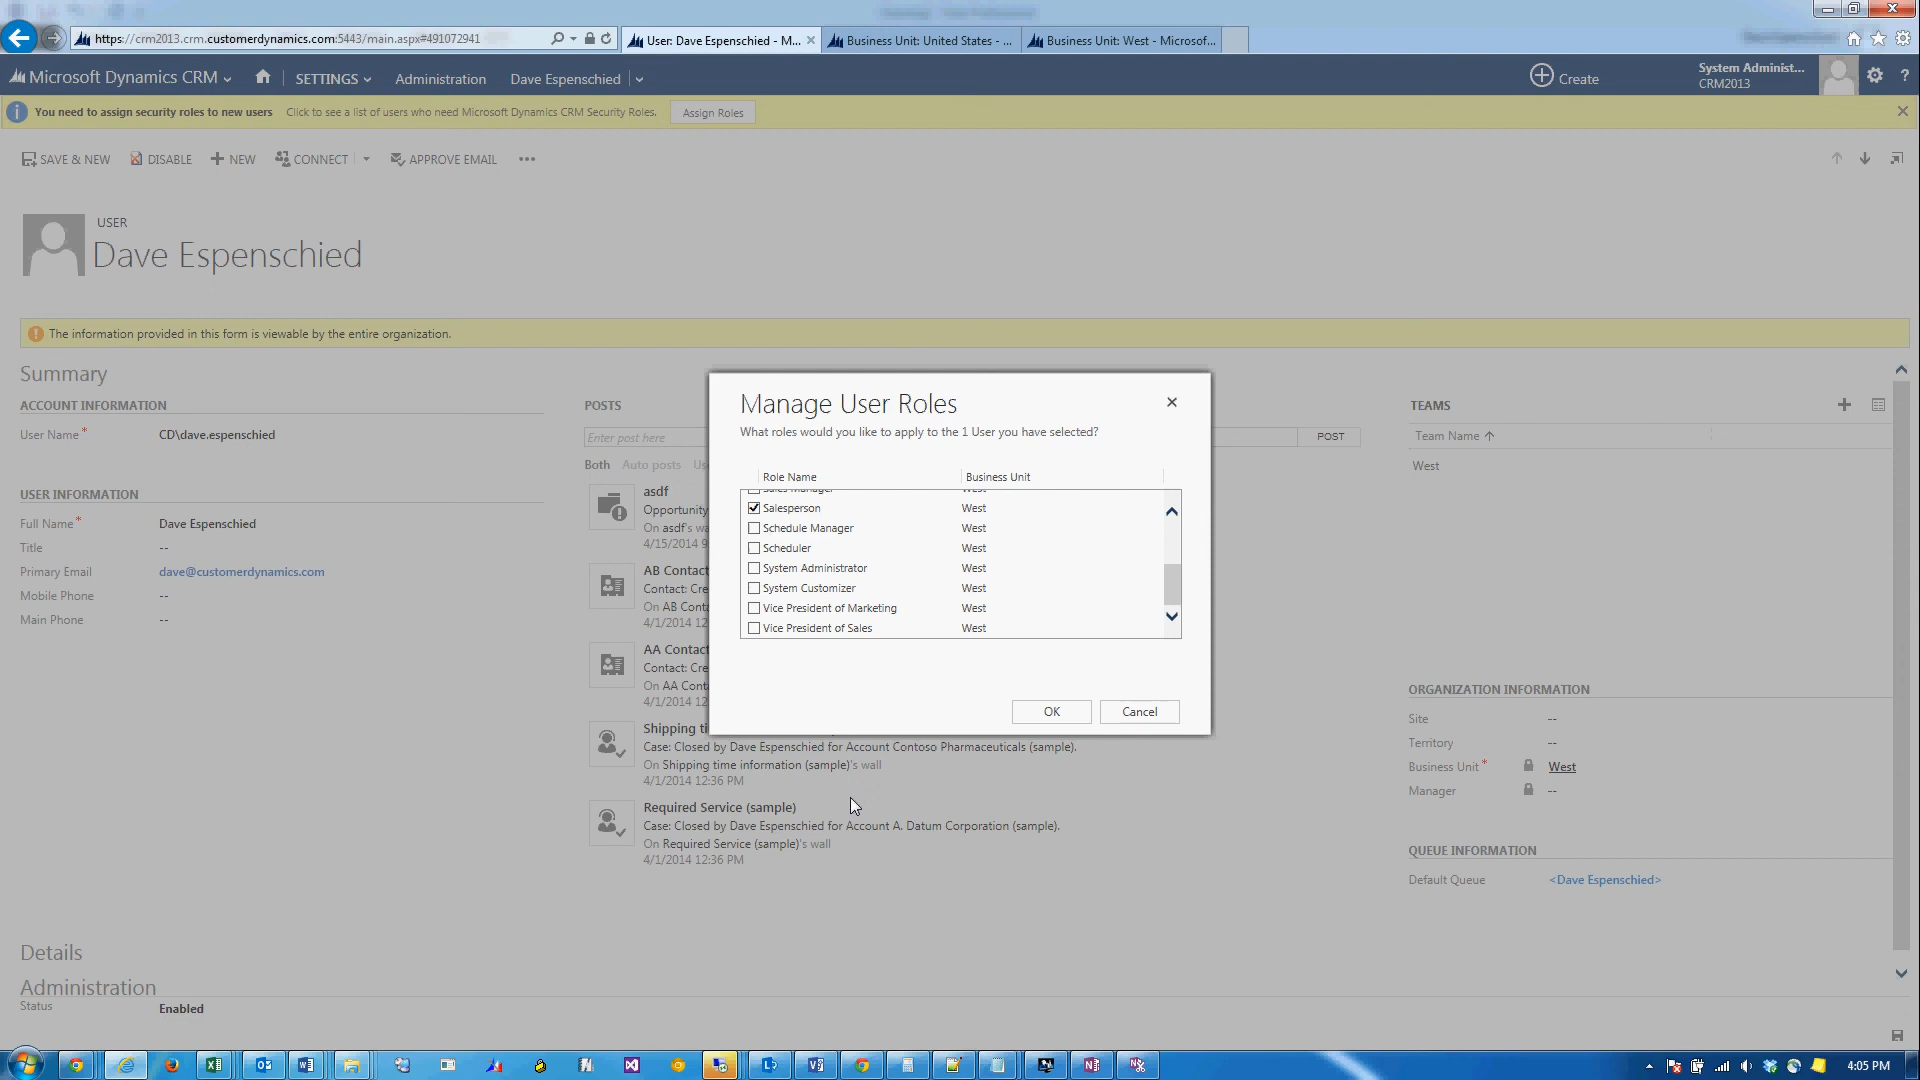 https://crm2013.crm.customerdynamics.com:5443/main.aspx#491072941
User: Dave Espenschied - M...
Business Unit: United States - ...
Business Unit: West - Microsof...
Microsoft Dynamics CRM
SETTINGS
Administration
Dave Espenschied
Create
System Administ...
CRM2013
?
You need to assign security roles to new users
Click to see a list of users who need Microsoft Dynamics CRM Security Roles.
Assign Roles
SAVE & NEW
DISABLE
NEW
CONNECT
APPROVE EMAIL
USER
Dave Espenschied
The information provided in this form is viewable by the entire organization.
Summary
ACCOUNT INFORMATION
User Name *
CD\dave.espenschied
USER INFORMATION
Full Name *
Dave Espenschied
Title
--
Primary Email
dave@customerdynamics.com
Mobile Phone
--
Main Phone
--
POSTS
Enter post here
POST
Both
Auto posts
Us
asdf
Opportunity
On asdf's wa
4/15/2014 9
AB Contact
Contact: Cre
On AB Conta
4/1/2014 12
AA Contact
Contact: Cre
On AA Conta
4/1/2014 12
Shipping ti
Case: Closed by Dave Espenschied for Account Contoso Pharmaceuticals (sample).
On Shipping time information (sample)'s wall
4/1/2014 12:36 PM
Required Service (sample)
Case: Closed by Dave Espenschied for Account A. Datum Corporation (sample).
On Required Service (sample)'s wall
4/1/2014 12:36 PM
Manage User Roles
What roles would you like to apply to the 1 User you have selected?
Role Name
Business Unit
Sales Manager West
Salesperson West
Schedule Manager West
Scheduler West
System Administrator West
System Customizer West
Vice President of Marketing West
Vice President of Sales West
OK
Cancel
TEAMS
Team Name
West
ORGANIZATION INFORMATION
Site
--
Territory
--
Business Unit *
West
Manager
--
QUEUE INFORMATION
Default Queue
<Dave Espenschied>
Details
Administration
Status
Enabled
4:05 PM